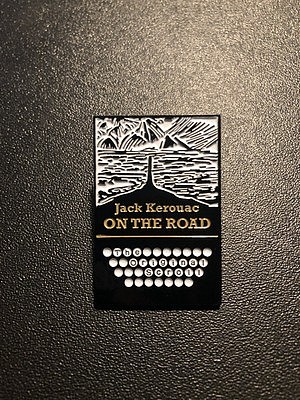 Jack Kerouac
ON THE ROAD
The
Original
Scroll